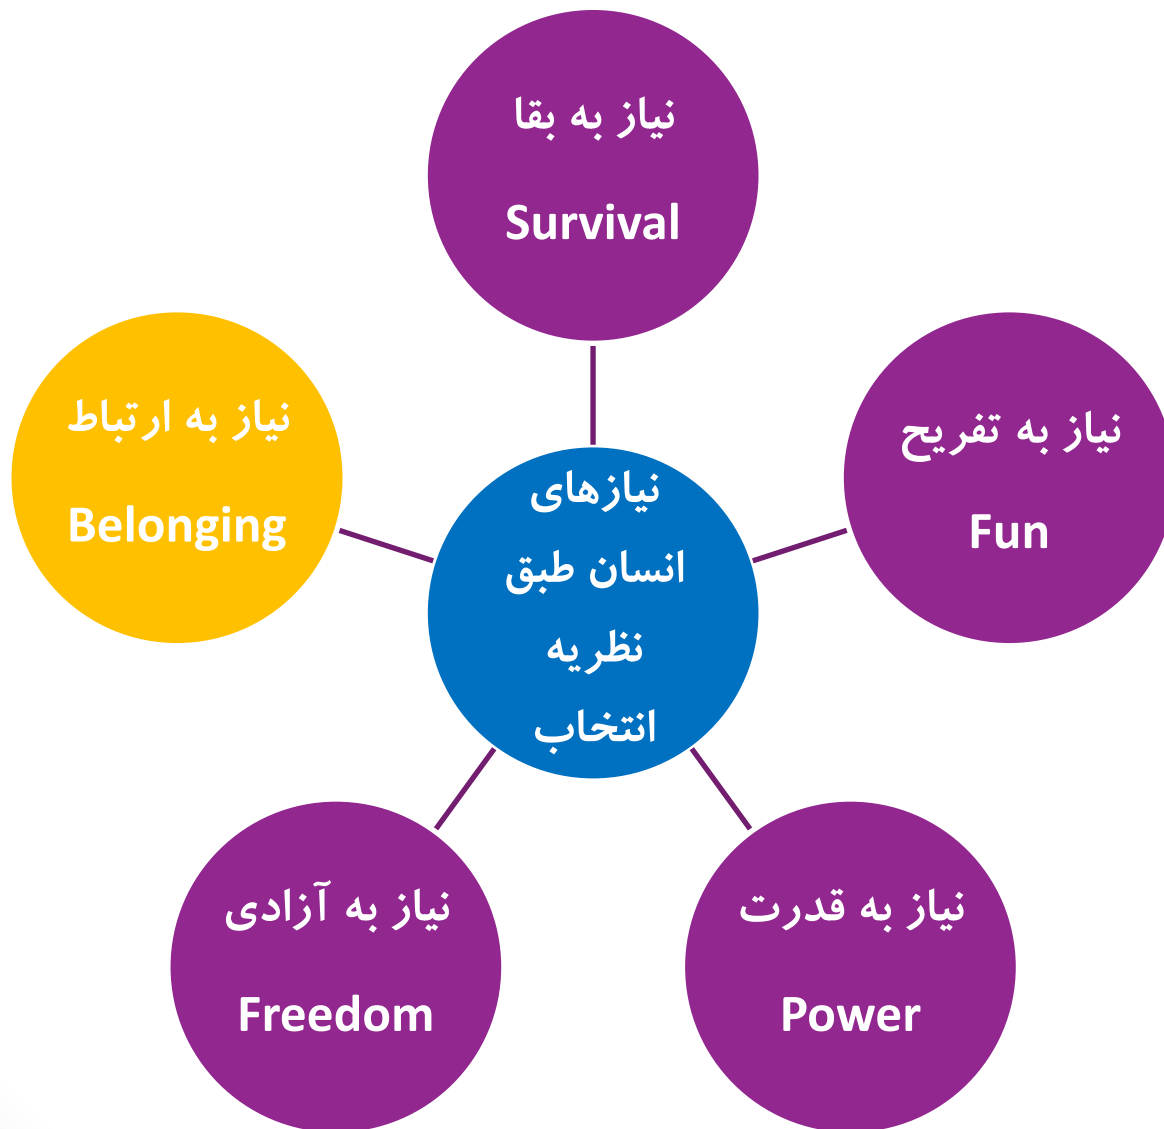 نیاز به بقا
Survival
نیاز به تفریح
Fun
نیاز به ارتباط
Belonging
نیازهای
انسان طبق
نظریه
انتخاب
نیاز به قدرت
Power
نیاز به آزادی
Freedom